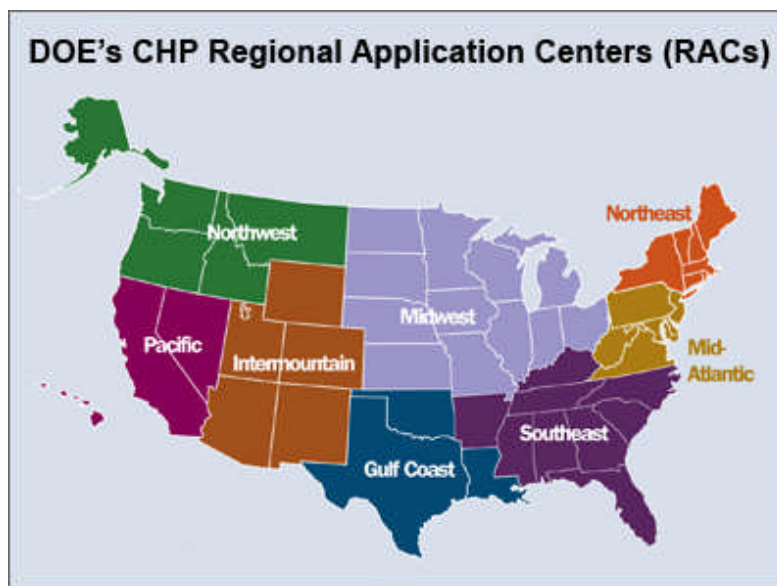 DOE's CHP Regional Application Centers (RACs)
Northeast
Northwest
Midwest
Pacific
Intermountain
Mid-
Atlantic
Southeast
Gulf Coast